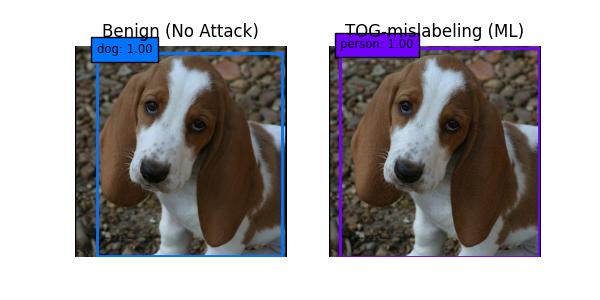 Benign (No Attack)
dog: 1.00
TOG-mislabeling (ML)
person: 1.00